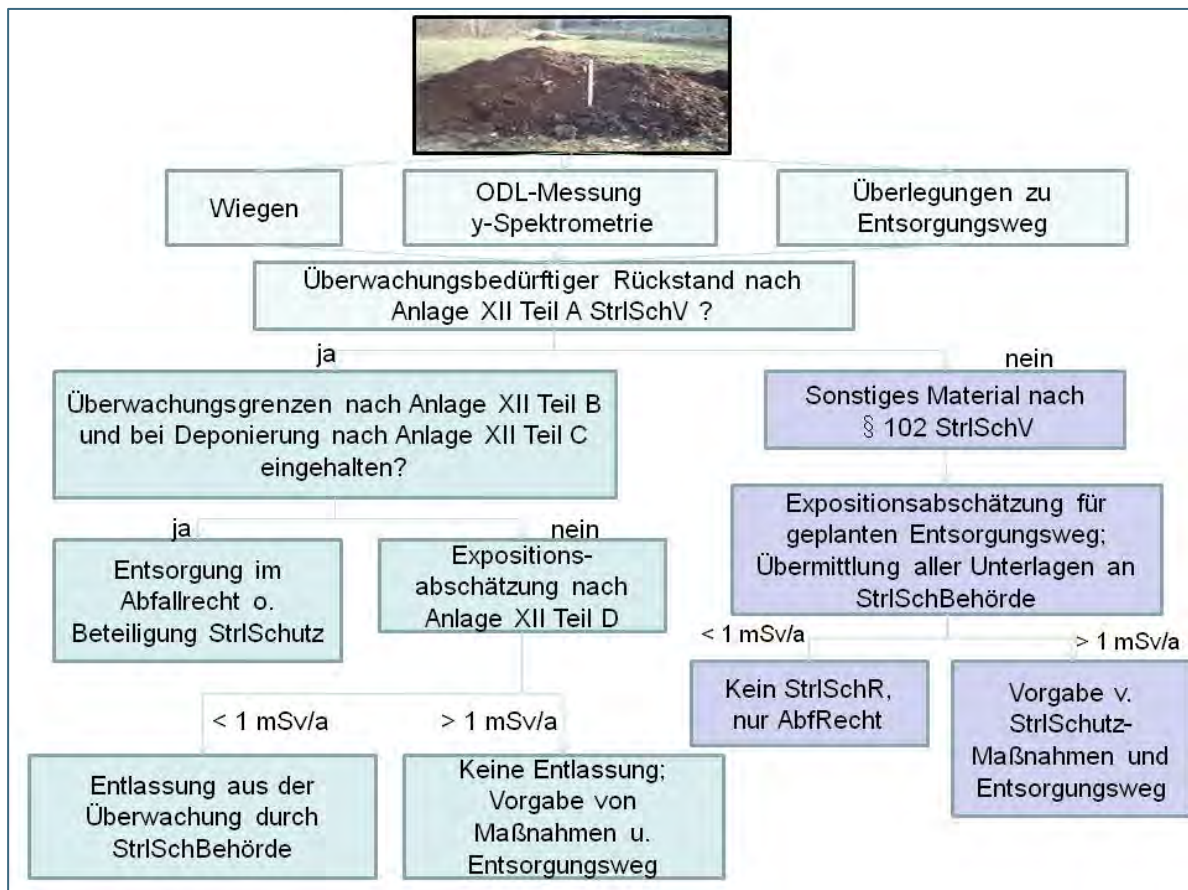 Wiegen
ODL-Messung
y-Spektrometrie
Überlegungen zu
Entsorgungsweg
Überwachungsbedürftiger Rückstand nach
Anlage XII Teil A StrlSchV ?
ja
nein
Überwachungsgrenzen nach Anlage XII Teil B
und bei Deponierung nach Anlage XII Teil C
eingehalten?
Sonstiges Material nach
§ 102 StrlSchV
ja
nein
Entsorgung im
Abfallrecht o.
Beteiligung StrlSchutz
Expositions-
abschätzung nach
Anlage XII Teil D
Expositionsabschätzung für
geplanten Entsorgungsweg;
Übermittlung aller Unterlagen an
StrlSchBehörde
< 1 mSv/a
> 1 mSv/a
Kein StrlSchR,
nur AbfRecht
Vorgabe v.
StrlSchutz-
Maßnahmen und
Entsorgungsweg
< 1 mSv/a
> 1 mSv/a
Entlassung aus der
Überwachung durch
StrlSchBehörde
Keine Entlassung;
Vorgabe von
Maßnahmen u.
Entsorgungsweg